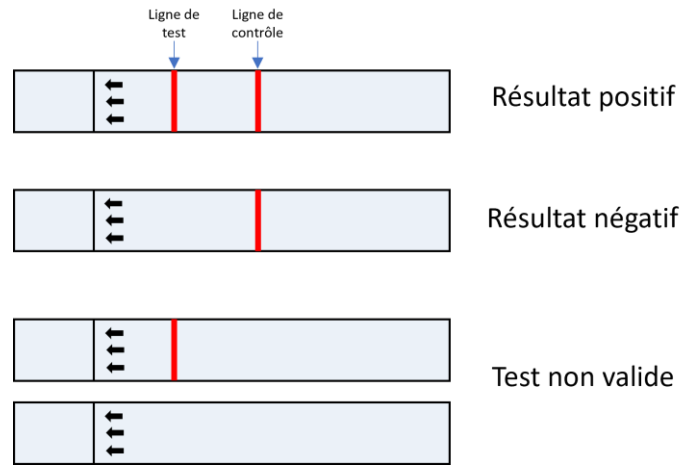 Ligne de
test
Ligne de
contrôle
Résultat positif
Résultat négatif
Test non valide